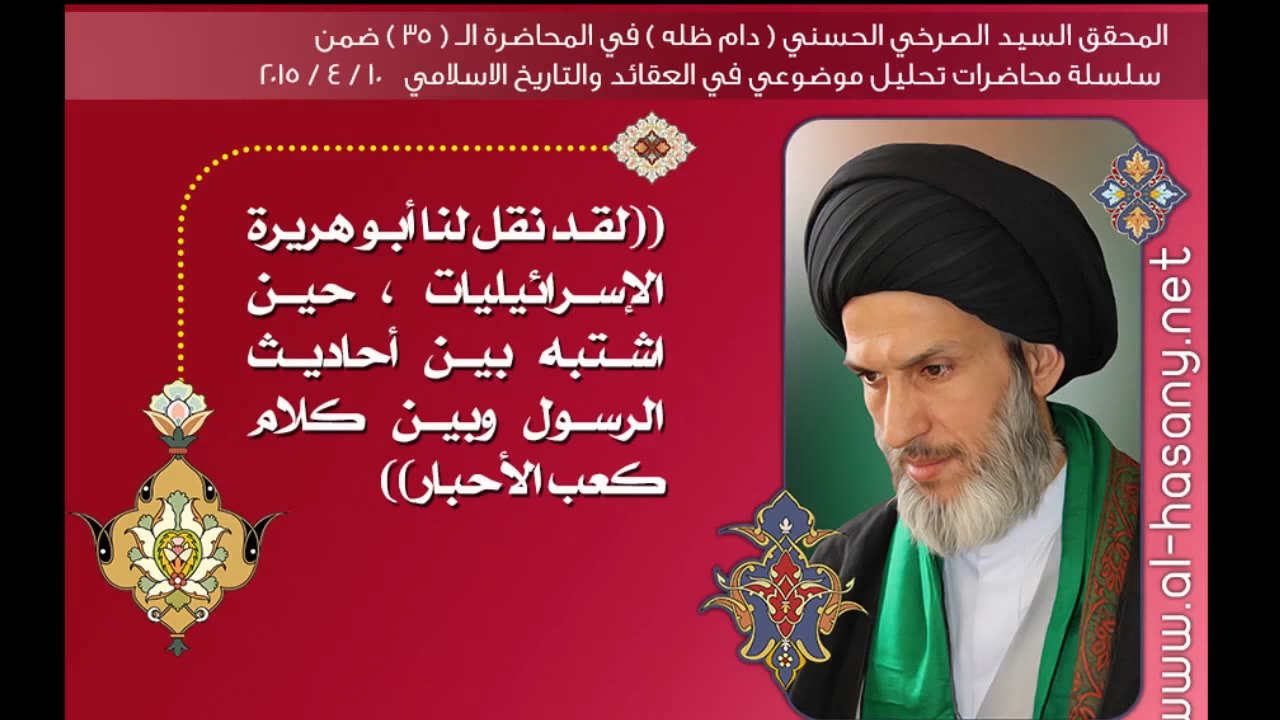 المحقق السيد الصرخي الحسني ( دام ظله ) في المحاضرة الـ ( ٣٥ ) ضمن
سلسلة محاضرات تحليل موضوعي في العقائد والتاريخ الاسلامي ١٠ / ٤ / ٢٠١٥
((لقد نقل لنا أبو هريرة
الإسرائيليات ، حين
اشتبه بين أحاديث
الرسول وبين كلام
كعب الأحبار))
www.al-hasany.net